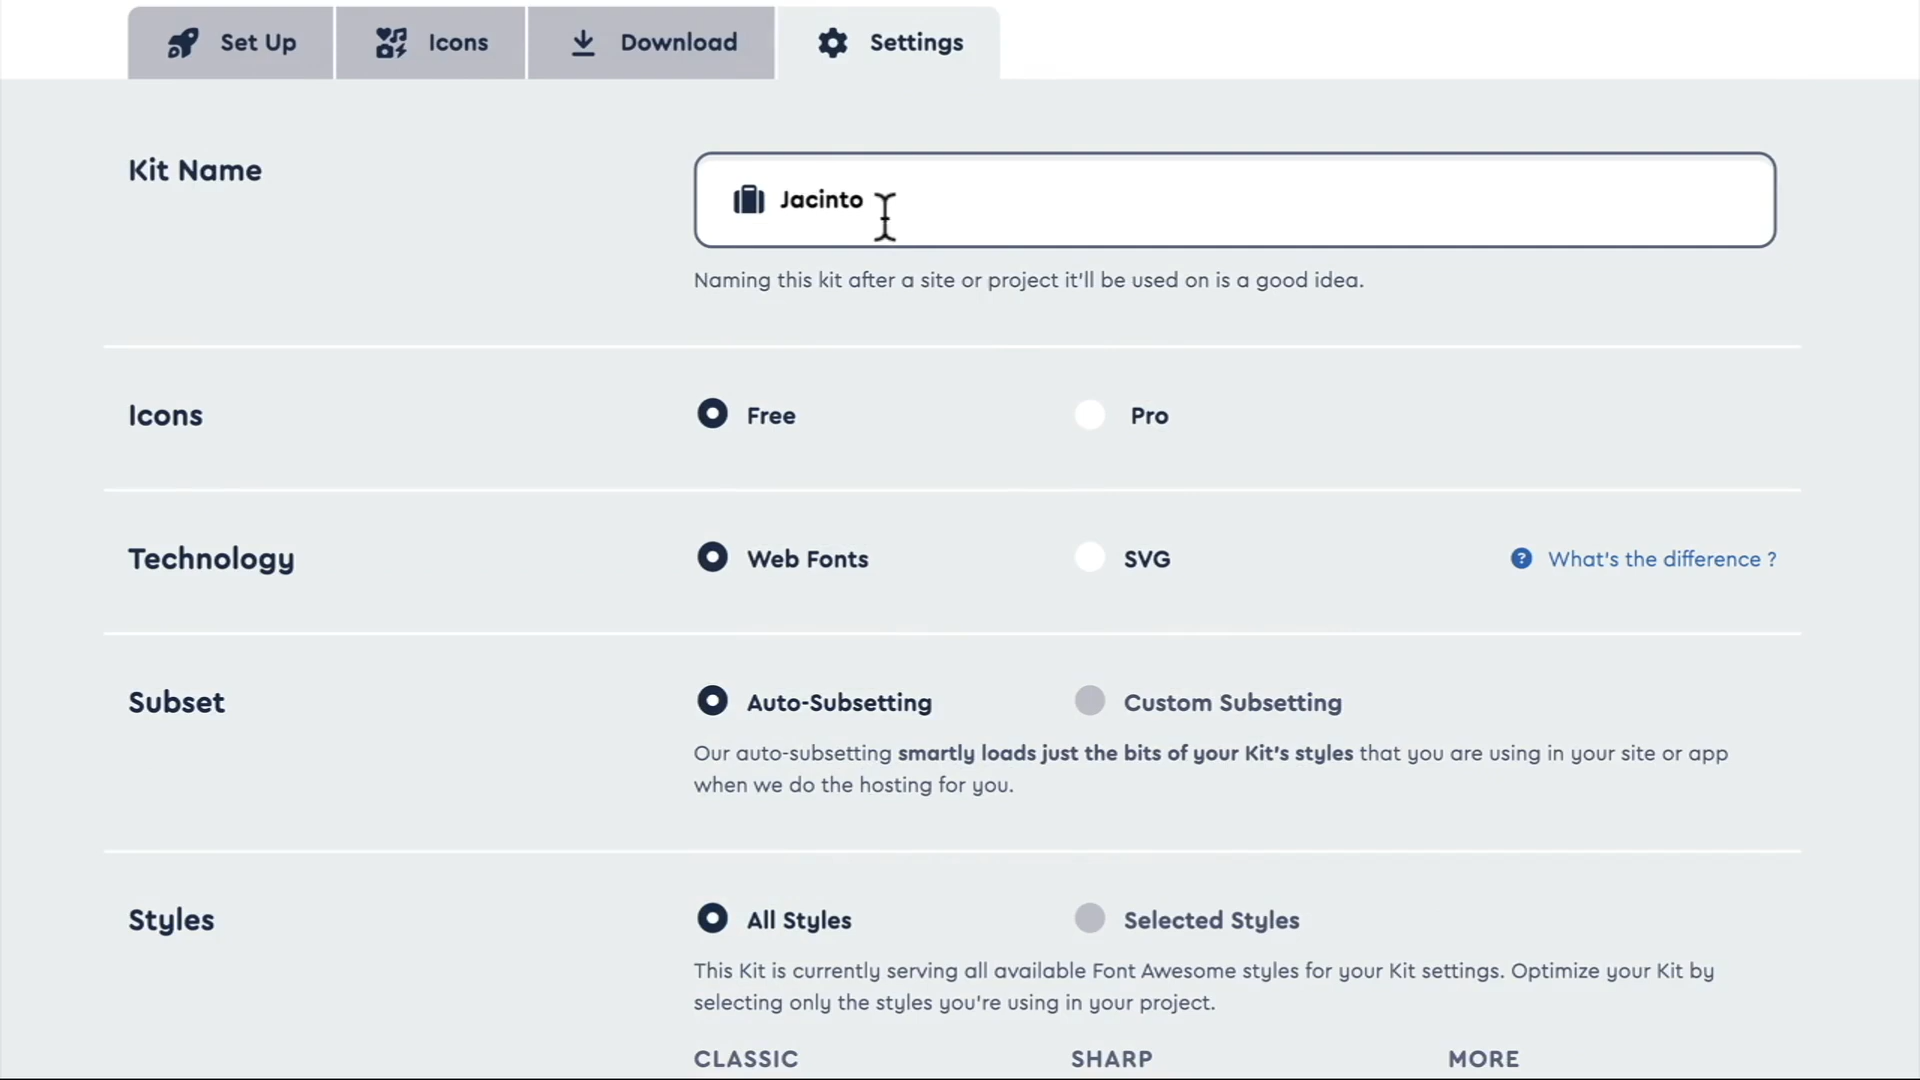 Set Up
Icons
Download
Settings
Kit Name
Jacinto
Naming this kit after a site or project it'll be used on is a good idea.
Icons
Free
Pro
Technology
Web Fonts
SVG
? What's the difference ?
Subset
Auto-Subsetting
Custom Subsetting
Our auto-subsetting smartly loads just the bits of your Kit's styles that you are using in your site or app
when we do the hosting for you.
Styles
All Styles
Selected Styles
This Kit is currently serving all available Font Awesome styles for your Kit settings. Optimize your Kit by
selecting only the styles you're using in your project.
CLASSIC
SHARP
MORE